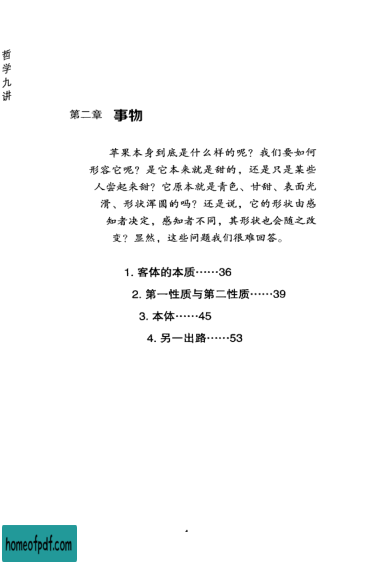 哲学九讲
第二章 事物
苹果本身到底是什么样的呢？我们要如何
形容它呢？是它本来就是甜的，还是只是某些
人尝起来甜？它原本就是青色、甘甜、表面光
滑、形状浑圆的吗？还是说，它的形状由感
知者决定，感知者不同，其形状也会随之改
变？显然，这些问题我们很难回答。
1. 客体的本质……36
2. 第一性质与第二性质……39
3. 本体……45
4. 另一出路……53
homeofpdf.com